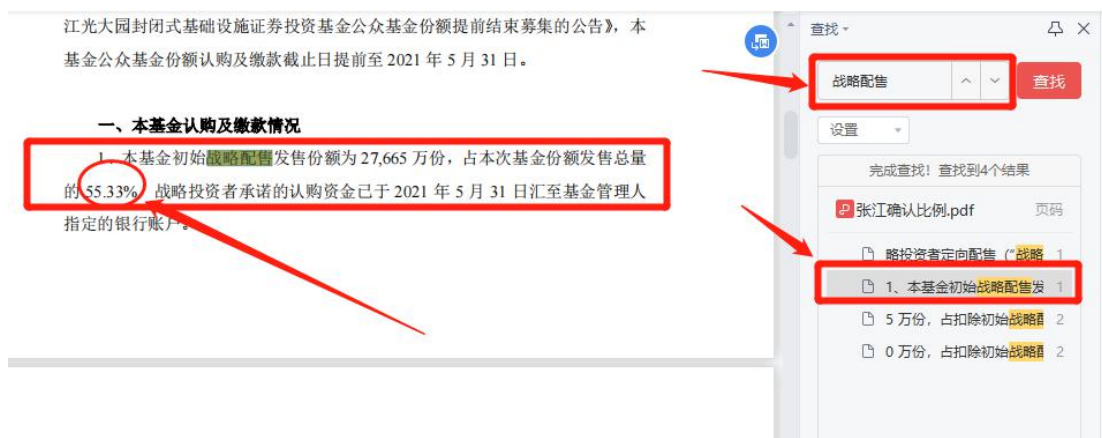 江光大园封闭式基础设施证券投资基金公众基金份额提前结束募集的公告》，本
基金公众基金份额认购及缴款截止日提前至 2021 年 5 月 31 日。
一、本基金认购及缴款情况
1、本基金初始战略配售发售份额为 27,665 万份，占本次基金份额发售总量
的 55.33%，战略投资者承诺的认购资金已于 2021 年 5 月 31 日汇至基金管理人
指定的银行账户。
查找
战略配售
查找
设置
完成查找！查找到4个结果
张江确认比例.pdf 页码
略投资者定向配售（“战略 1
1、本基金初始战略配售发 1
5 万份，占扣除初始战略配 2
0 万份，占扣除初始战略配 2